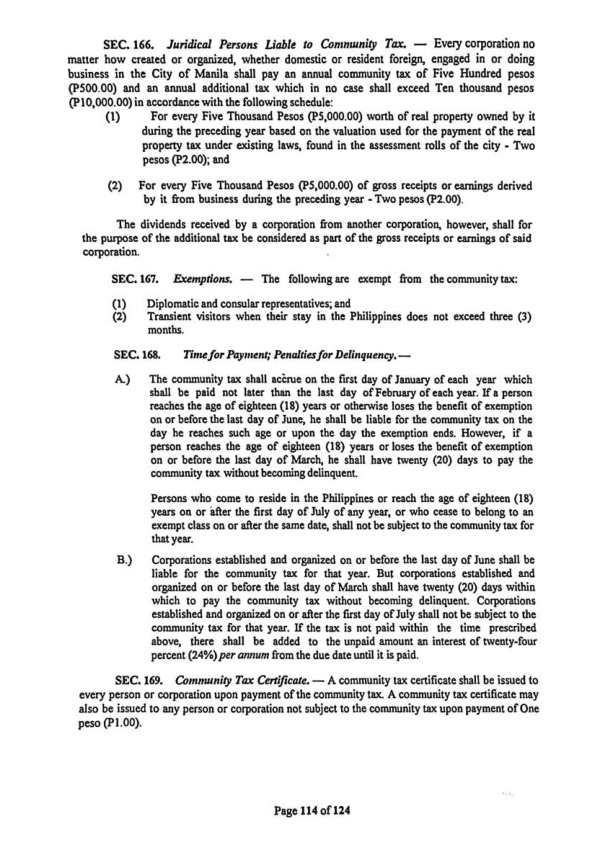 SEC. 166. Juridical Persons Liable to Community Tax. — Every corporation no
matter how created or organized, whether domestic or resident foreign, engaged in or doing
business in the City of Manila shall pay an annual community tax of Five Hundred pesos
(P500.00) and an annual additional tax which in no case shall exceed Ten thousand pesos
(P10,000.00) in accordance with the following schedule:
(1) For every Five Thousand Pesos (P5,000.00) worth of real property owned by it
during the preceding year based on the valuation used for the payment of the real
property tax under existing laws, found in the assessment rolls of the city - Two
pesos (P2.00); and
(2) For every Five Thousand Pesos (P5,000.00) of gross receipts or earnings derived
by it from business during the preceding year - Two pesos (P2.00).
The dividends received by a corporation from another corporation, however, shall for
the purpose of the additional tax be considered as part of the gross receipts or earnings of said
corporation.
SEC. 167. Exemptions. — The following are exempt from the community tax:
(1) Diplomatic and consular representatives; and
(2) Transient visitors when their stay in the Philippines does not exceed three (3)
months.
SEC. 168. Time for Payment; Penalties for Delinquency. —
A.) The community tax shall accrue on the first day of January of each year which
shall be paid not later than the last day of February of each year. If a person
reaches the age of eighteen (18) years or otherwise loses the benefit of exemption
on or before the last day of June, he shall be liable for the community tax on the
day he reaches such age or upon the day the exemption ends. However, if a
person reaches the age of eighteen (18) years or loses the benefit of exemption
on or before the last day of March, he shall have twenty (20) days to pay the
community tax without becoming delinquent.
Persons who come to reside in the Philippines or reach the age of eighteen (18)
years on or after the first day of July of any year, or who cease to belong to an
exempt class on or after the same date, shall not be subject to the community tax for
that year.
B.) Corporations established and organized on or before the last day of June shall be
liable for the community tax for that year. But corporations established and
organized on or before the last day of March shall have twenty (20) days within
which to pay the community tax without becoming delinquent. Corporations
established and organized on or after the first day of July shall not be subject to the
community tax for that year. If the tax is not paid within the time prescribed
above, there shall be added to the unpaid amount an interest of twenty-four
percent (24%) per annum from the due date until it is paid.
SEC. 169. Community Tax Certificate. — A community tax certificate shall be issued to
every person or corporation upon payment of the community tax. A community tax certificate may
also be issued to any person or corporation not subject to the community tax upon payment of One
peso (P1.00).
Page 114 of 124